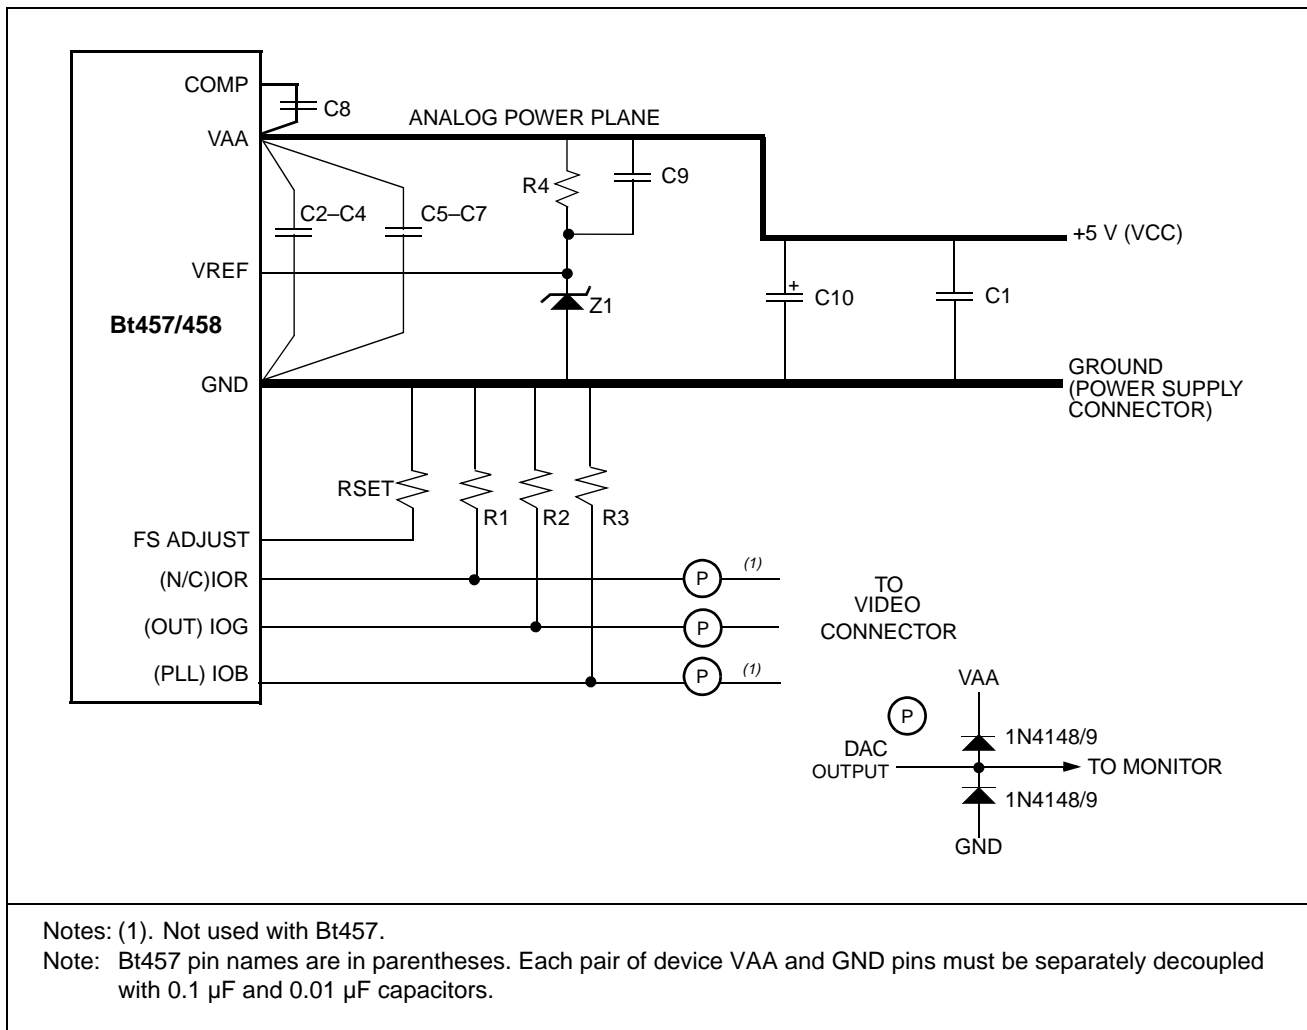 COMP
C8
ANALOG POWER PLANE
VAA
R4
C9
C2–C4
C5–C7
+5 V (VCC)
VREF
+
C10
C1
Z1
Bt457/458
GND
GROUND
(POWER SUPPLY
CONNECTOR)
RSET
R1
R2
R3
FS ADJUST
(N/C)IOR
P
(1)
TO
VIDEO
CONNECTOR
(OUT) IOG
P
(PLL) IOB
P
(1)
VAA
P
1N4148/9
DAC
OUTPUT
TO MONITOR
1N4148/9
GND
Notes: (1). Not used with Bt457.
Note: Bt457 pin names are in parentheses. Each pair of device VAA and GND pins must be separately decoupled
with 0.1 µF and 0.01 µF capacitors.